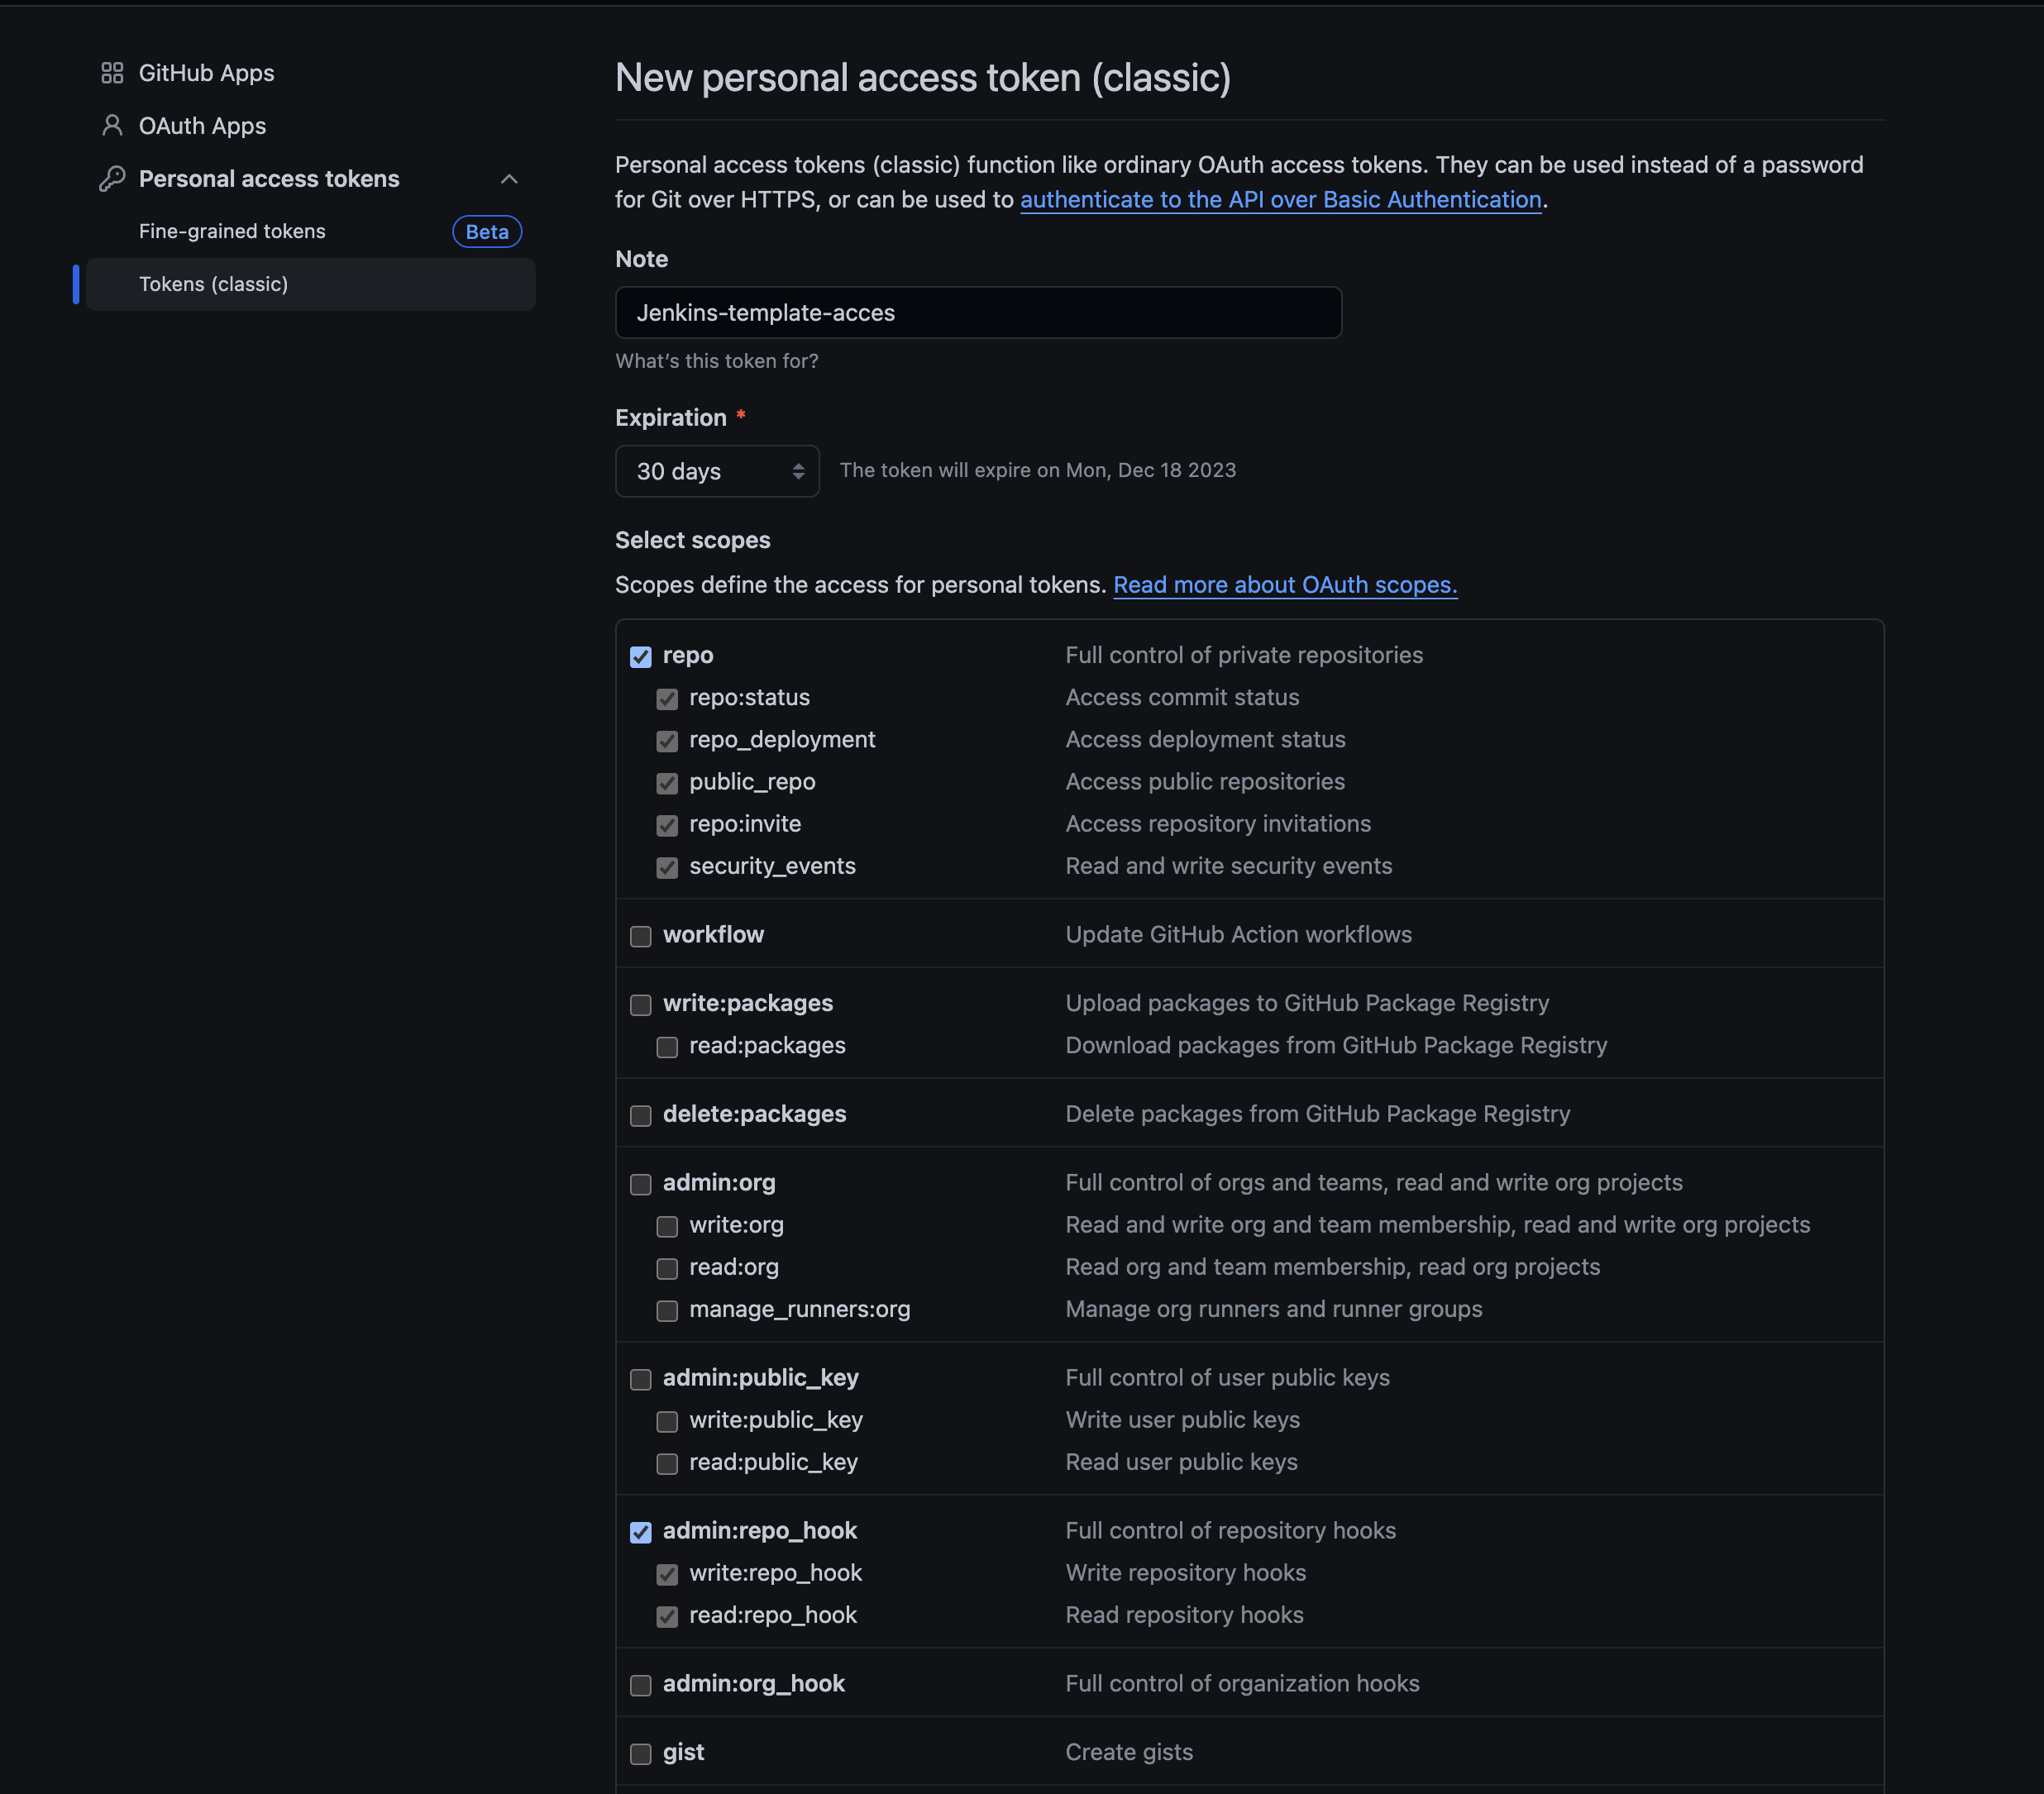 GitHub Apps
OAuth Apps
Personal access tokens
Fine-grained tokens Beta
Tokens (classic)
New personal access token (classic)
Personal access tokens (classic) function like ordinary OAuth access tokens. They can be used instead of a password
for Git over HTTPS, or can be used to authenticate to the API over Basic Authentication.
Note
Jenkins-template-acces
What's this token for?
Expiration *
30 days The token will expire on Mon, Dec 18 2023
Select scopes
Scopes define the access for personal tokens. Read more about OAuth scopes.
repo Full control of private repositories
repo:status Access commit status
repo_deployment Access deployment status
public_repo Access public repositories
repo:invite Access repository invitations
security_events Read and write security events
workflow Update GitHub Action workflows
write:packages Upload packages to GitHub Package Registry
read:packages Download packages from GitHub Package Registry
delete:packages Delete packages from GitHub Package Registry
admin:org Full control of orgs and teams, read and write org projects
write:org Read and write org and team membership, read and write org projects
read:org Read org and team membership, read org projects
manage_runners:org Manage org runners and runner groups
admin:public_key Full control of user public keys
write:public_key Write user public keys
read:public_key Read user public keys
admin:repo_hook Full control of repository hooks
write:repo_hook Write repository hooks
read:repo_hook Read repository hooks
admin:org_hook Full control of organization hooks
gist Create gists